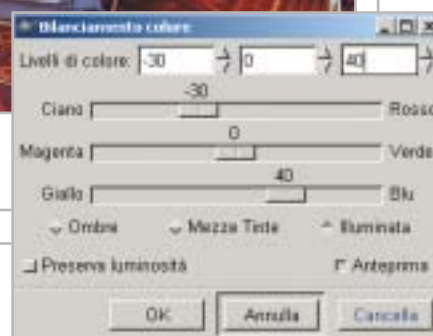 Bilanciamento colore
Livelli di colore: -30 0 40
-30
Ciano Rosso
0
Magenta Verde
40
Giallo Blu
Ombre Mezze Tinte Illuminata
Preserva luminosità Anteprima
OK Annulla Cancella